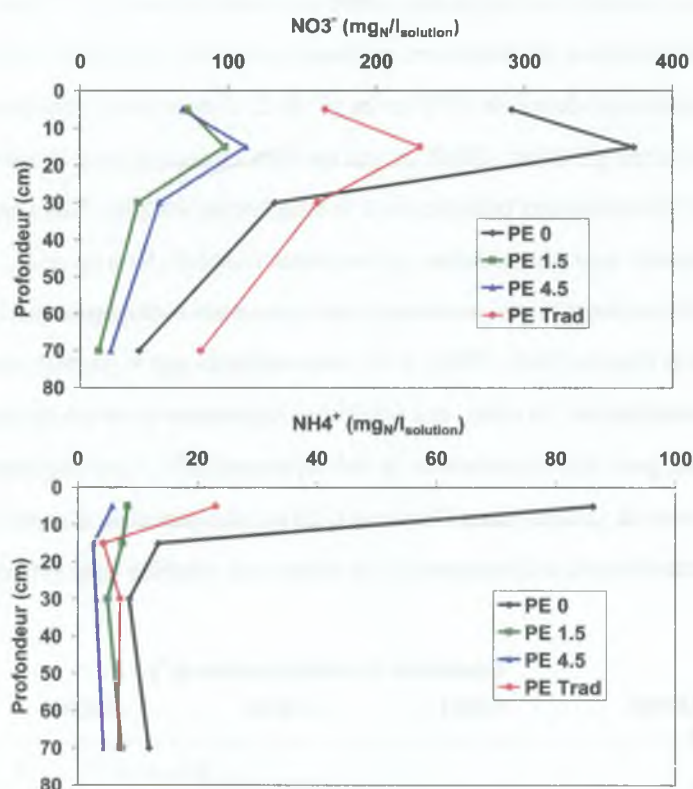 NO3⁻ (mgN/lsolution)
0 100 200 300 400
0
10
20
30
40
50
60
70
80
Profondeur (cm)
PE 0
PE 1.5
PE 4.5
PE Trad
NH4⁺ (mgN/lsolution)
0 20 40 60 80 100
0
10
20
30
40
50
60
70
80
Profondeur (cm)
PE 0
PE 1.5
PE 4.5
PE Trad